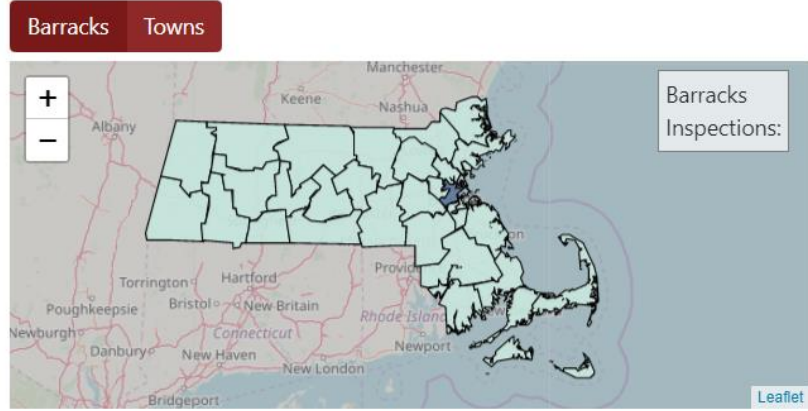 Barracks Towns
Manchester
+
Keene
Nashua
Barracks
Inspections:
Albany
−
Torrington
Hartford
Poughkeepsie
Bristol
New Britain
Rhode Island
Newburgh
Connecticut
Danbury
New Haven
Newport
New London
Bridgeport
Leaflet